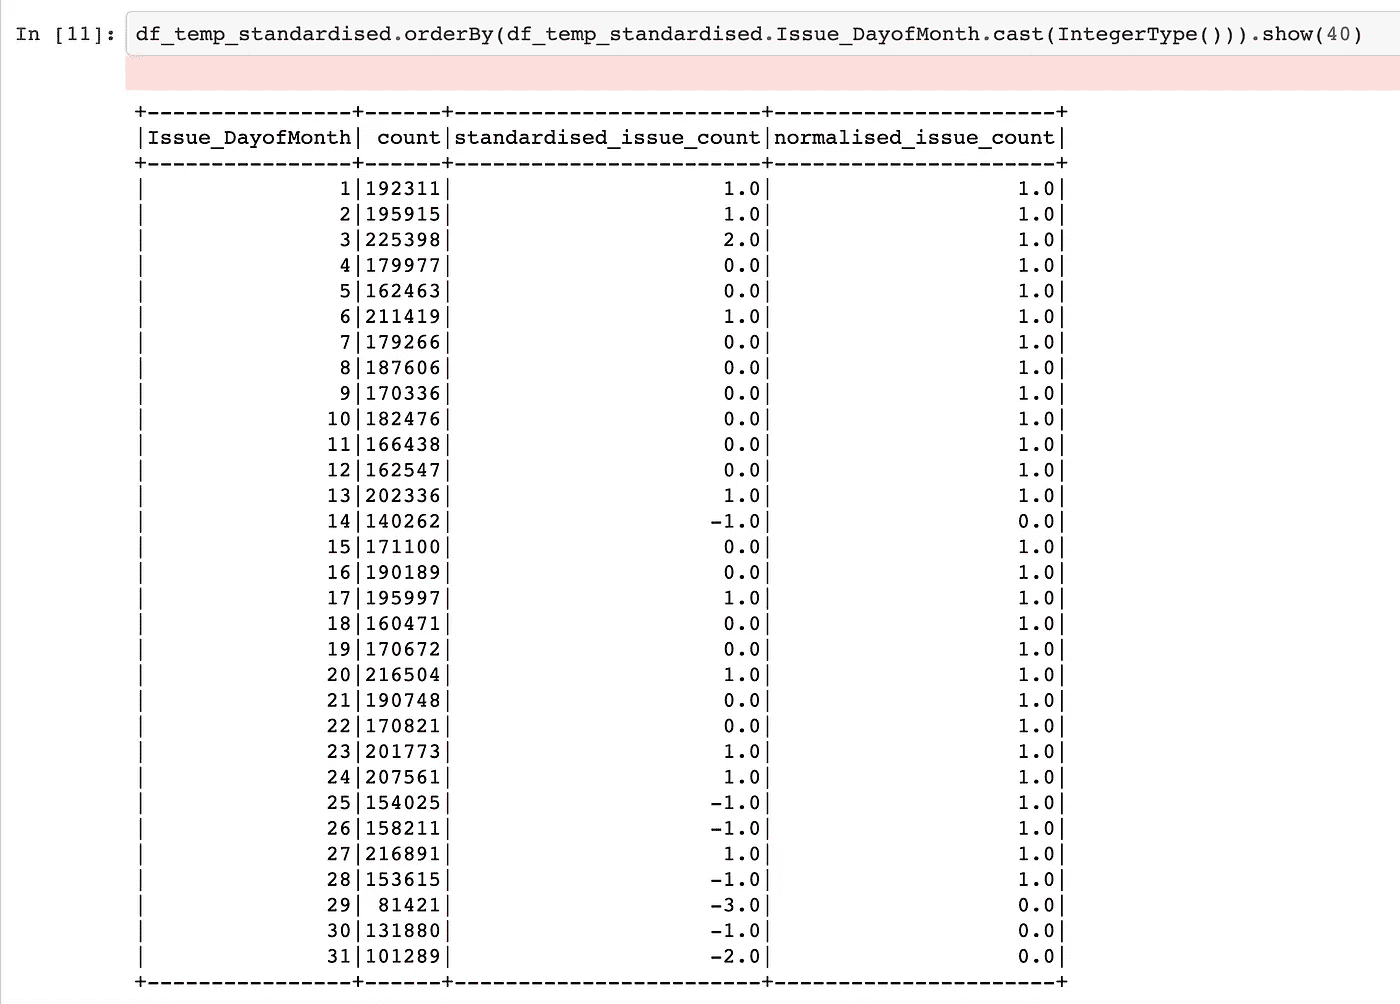 In [11]: df_temp_standardised.orderBy(df_temp_standardised.Issue_DayofMonth.cast(IntegerType())).show(40)
+----------------+------+------------------------+-----------------------+
|Issue_DayofMonth| count|standardised_issue_count|normalised_issue_count|
+----------------+------+------------------------+-----------------------+
| 1|192311| 1.0| 1.0|
| 2|195915| 1.0| 1.0|
| 3|225398| 2.0| 1.0|
| 4|179977| 0.0| 1.0|
| 5|162463| 0.0| 1.0|
| 6|211419| 1.0| 1.0|
| 7|179266| 0.0| 1.0|
| 8|187606| 0.0| 1.0|
| 9|170336| 0.0| 1.0|
| 10|182476| 0.0| 1.0|
| 11|166438| 0.0| 1.0|
| 12|162547| 0.0| 1.0|
| 13|202336| 1.0| 1.0|
| 14|140262| -1.0| 0.0|
| 15|171100| 0.0| 1.0|
| 16|190189| 0.0| 1.0|
| 17|195997| 1.0| 1.0|
| 18|160471| 0.0| 1.0|
| 19|170672| 0.0| 1.0|
| 20|216504| 1.0| 1.0|
| 21|190748| 0.0| 1.0|
| 22|170821| 0.0| 1.0|
| 23|201773| 1.0| 1.0|
| 24|207561| 1.0| 1.0|
| 25|154025| -1.0| 1.0|
| 26|158211| -1.0| 1.0|
| 27|216891| 1.0| 1.0|
| 28|153615| -1.0| 1.0|
| 29| 81421| -3.0| 0.0|
| 30|131880| -1.0| 0.0|
| 31|101289| -2.0| 0.0|
+----------------+------+------------------------+-----------------------+